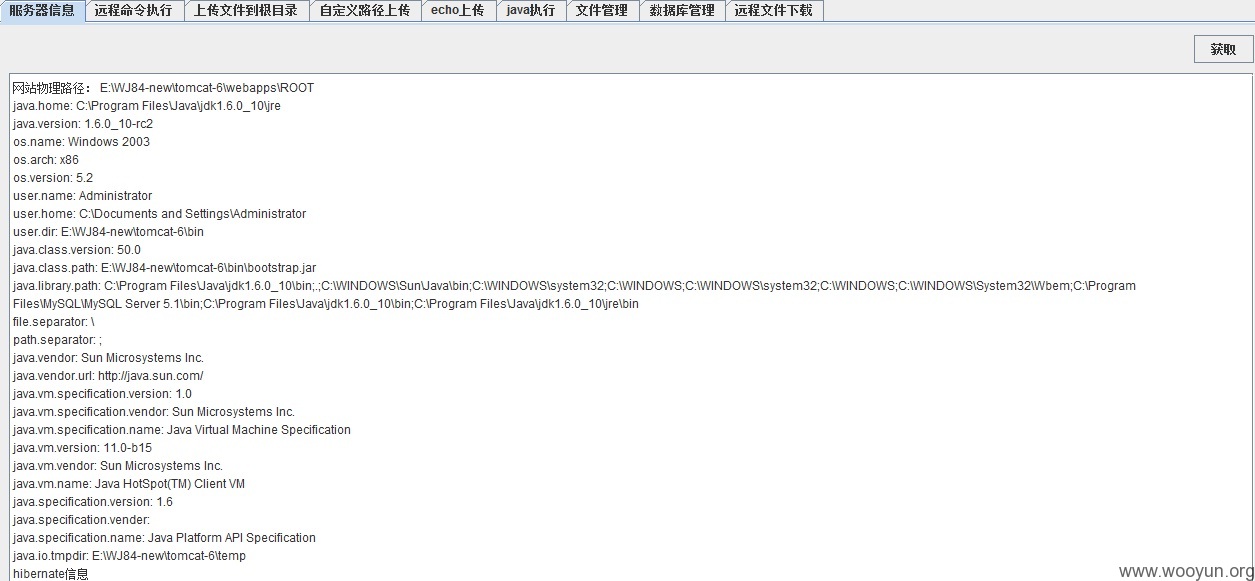 服务器信息 远程命令执行 上传文件到根目录 自定义路径上传 echo上传 java执行 文件管理 数据库管理 远程文件下载
获取
网站物理路径： E:\WJ84-new\tomcat-6\webapps\ROOT
java.home: C:\Program Files\Java\jdk1.6.0_10\jre
java.version: 1.6.0_10-rc2
os.name: Windows 2003
os.arch: x86
os.version: 5.2
user.name: Administrator
user.home: C:\Documents and Settings\Administrator
user.dir: E:\WJ84-new\tomcat-6\bin
java.class.version: 50.0
java.class.path: E:\WJ84-new\tomcat-6\bin\bootstrap.jar
java.library.path: C:\Program Files\Java\jdk1.6.0_10\bin;.;C:\WINDOWS\Sun\Java\bin;C:\WINDOWS\system32;C:\WINDOWS;C:\WINDOWS\system32;C:\WINDOWS;C:\WINDOWS\System32\Wbem;C:\Program
Files\MySQL\MySQL Server 5.1\bin;C:\Program Files\Java\jdk1.6.0_10\bin;C:\Program Files\Java\jdk1.6.0_10\jre\bin
file.separator: \
path.separator: ;
java.vendor: Sun Microsystems Inc.
java.vendor.url: http://java.sun.com/
java.vm.specification.version: 1.0
java.vm.specification.vendor: Sun Microsystems Inc.
java.vm.specification.name: Java Virtual Machine Specification
java.vm.version: 11.0-b15
java.vm.vendor: Sun Microsystems Inc.
java.vm.name: Java HotSpot(TM) Client VM
java.specification.version: 1.6
java.specification.vender:
java.specification.name: Java Platform API Specification
java.io.tmpdir: E:\WJ84-new\tomcat-6\temp
hibernate信息
www.wooyun.org